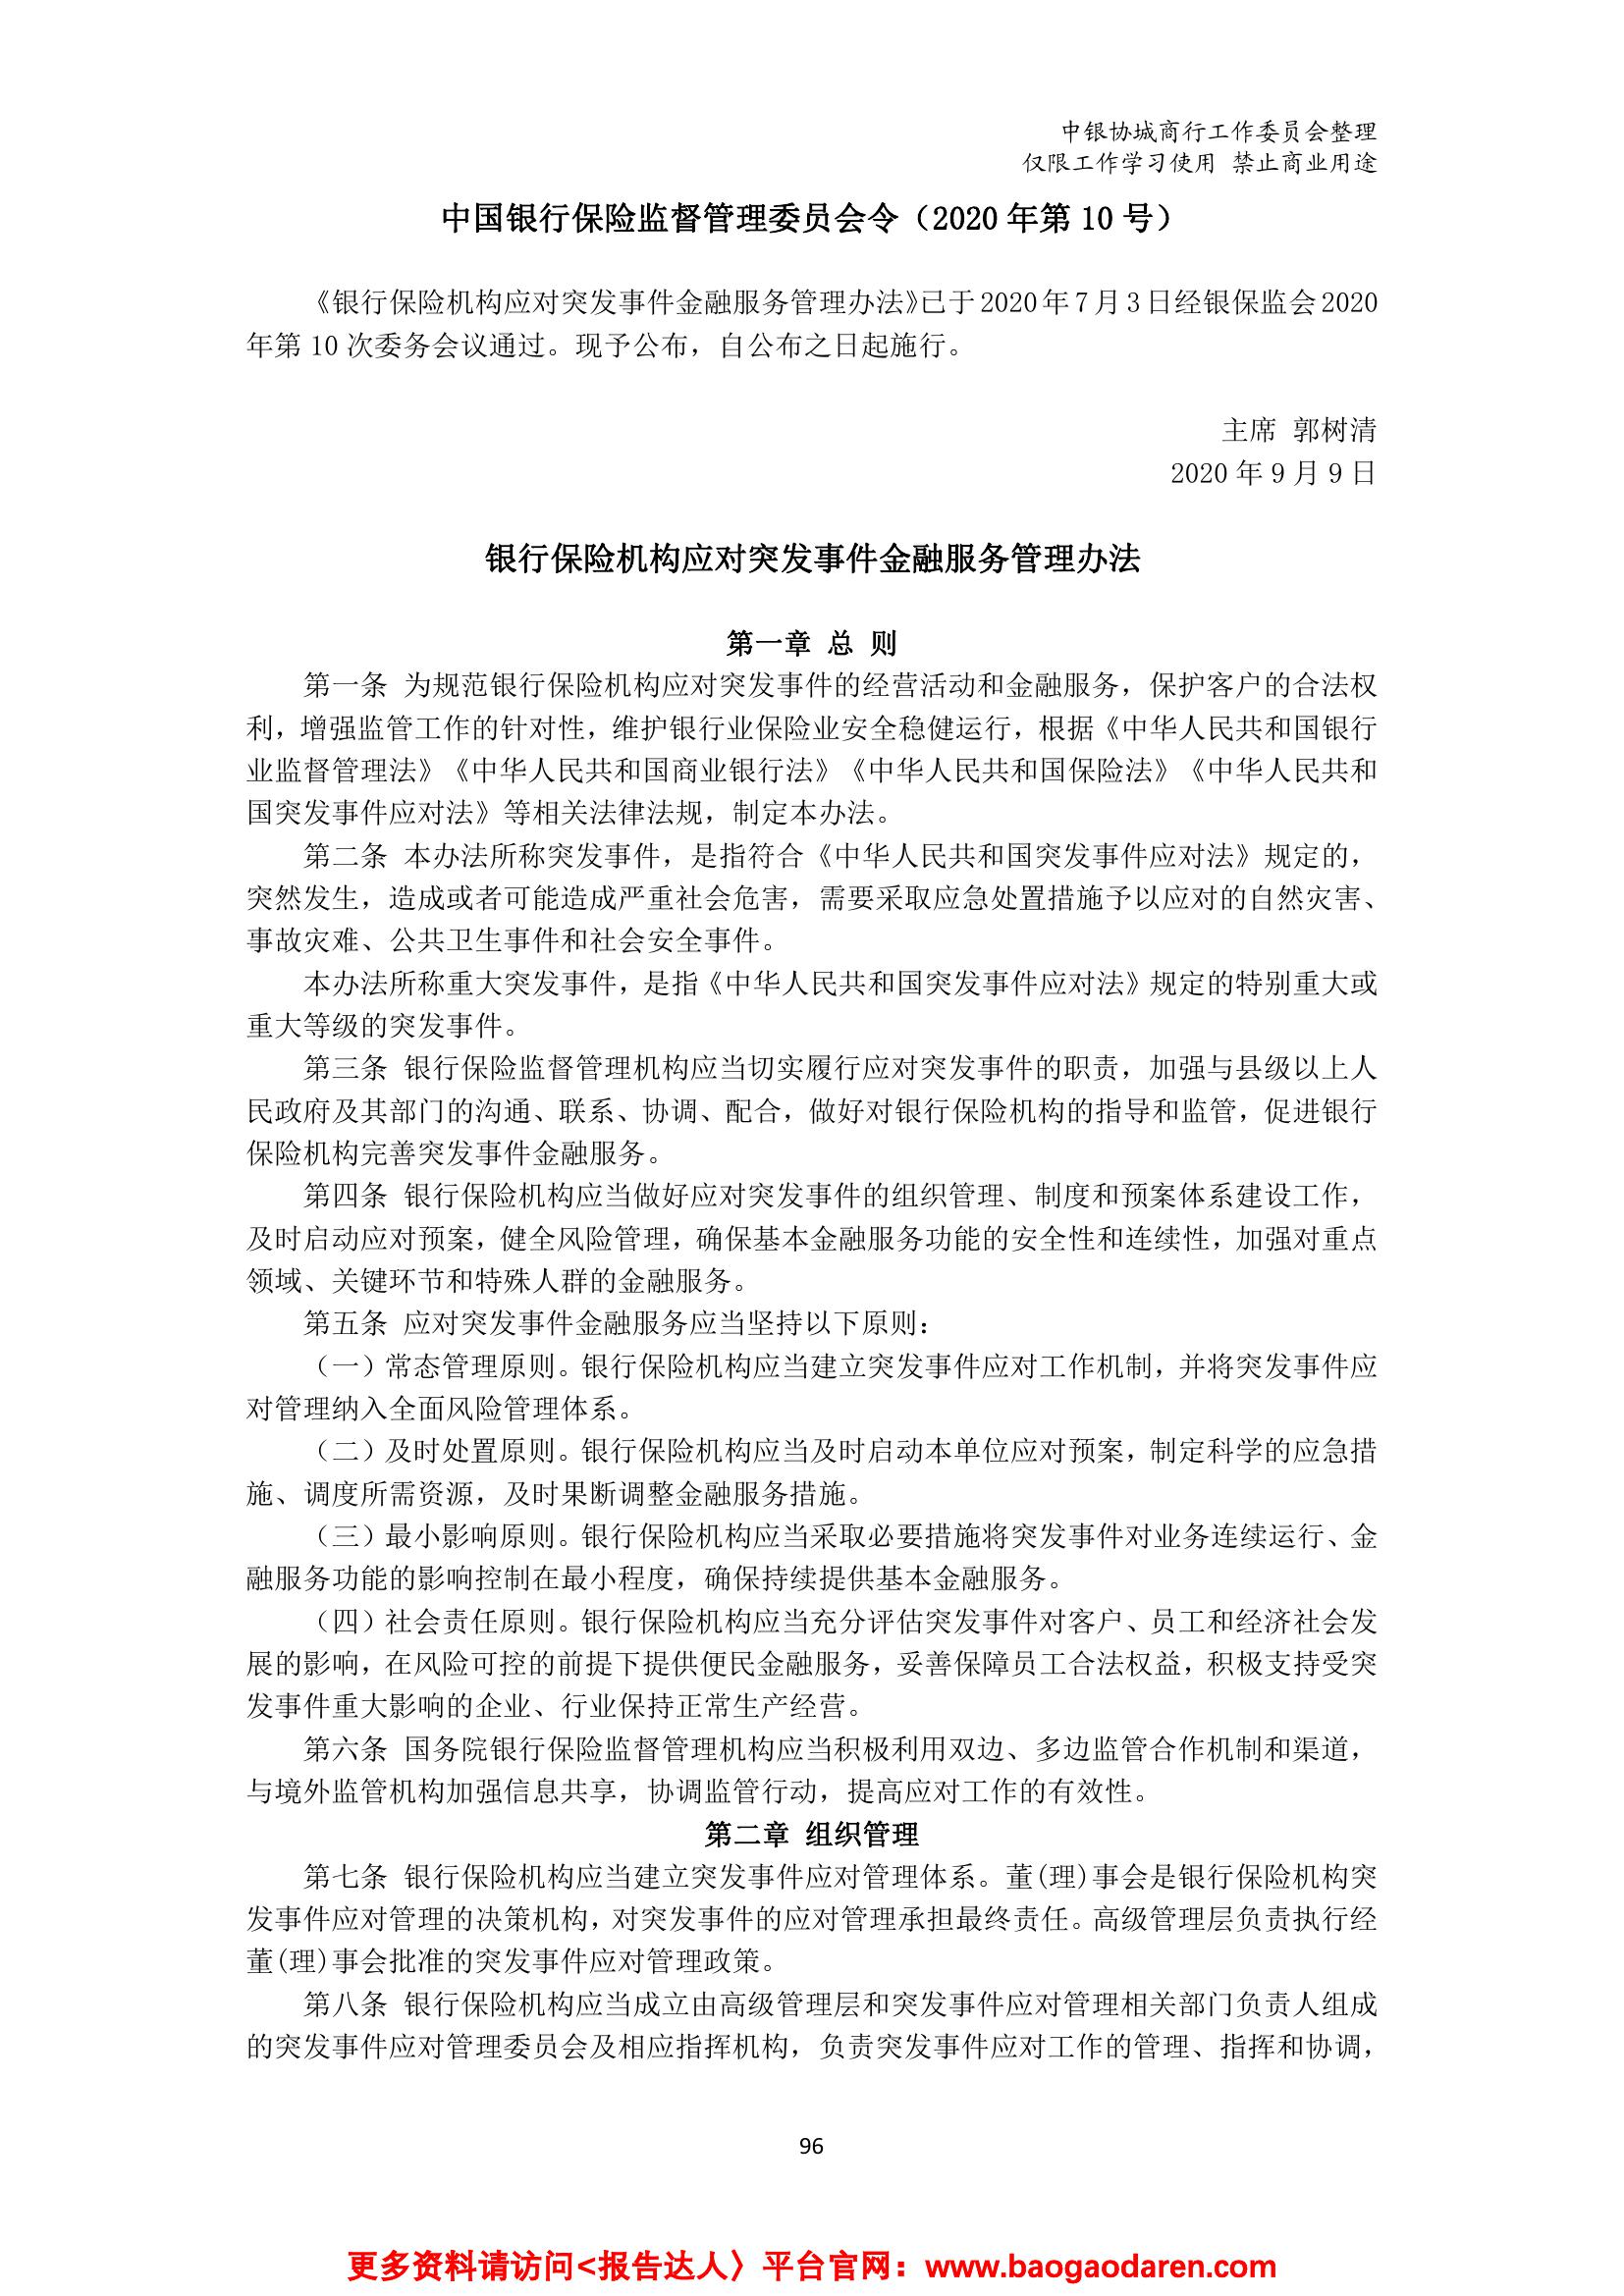 中银协城商行工作委员会整理
仅限工作学习使用 禁止商业用途
中国银行保险监督管理委员会令（2020 年第 10 号）
《银行保险机构应对突发事件金融服务管理办法》已于 2020 年 7 月 3 日经银保监会 2020
年第 10 次委务会议通过。现予公布，自公布之日起施行。
主席 郭树清
2020 年 9 月 9 日
银行保险机构应对突发事件金融服务管理办法
第一章 总 则
第一条 为规范银行保险机构应对突发事件的经营活动和金融服务，保护客户的合法权
利，增强监管工作的针对性，维护银行业保险业安全稳健运行，根据《中华人民共和国银行
业监督管理法》《中华人民共和国商业银行法》《中华人民共和国保险法》《中华人民共和
国突发事件应对法》等相关法律法规，制定本办法。
第二条 本办法所称突发事件，是指符合《中华人民共和国突发事件应对法》规定的，
突然发生，造成或者可能造成严重社会危害，需要采取应急处置措施予以应对的自然灾害、
事故灾难、公共卫生事件和社会安全事件。
本办法所称重大突发事件，是指《中华人民共和国突发事件应对法》规定的特别重大或
重大等级的突发事件。
第三条 银行保险监督管理机构应当切实履行应对突发事件的职责，加强与县级以上人
民政府及其部门的沟通、联系、协调、配合，做好对银行保险机构的指导和监管，促进银行
保险机构完善突发事件金融服务。
第四条 银行保险机构应当做好应对突发事件的组织管理、制度和预案体系建设工作，
及时启动应对预案，健全风险管理，确保基本金融服务功能的安全性和连续性，加强对重点
领域、关键环节和特殊人群的金融服务。
第五条 应对突发事件金融服务应当坚持以下原则：
（一）常态管理原则。银行保险机构应当建立突发事件应对工作机制，并将突发事件应
对管理纳入全面风险管理体系。
（二）及时处置原则。银行保险机构应当及时启动本单位应对预案，制定科学的应急措
施、调度所需资源，及时果断调整金融服务措施。
（三）最小影响原则。银行保险机构应当采取必要措施将突发事件对业务连续运行、金
融服务功能的影响控制在最小程度，确保持续提供基本金融服务。
（四）社会责任原则。银行保险机构应当充分评估突发事件对客户、员工和经济社会发
展的影响，在风险可控的前提下提供便民金融服务，妥善保障员工合法权益，积极支持受突
发事件重大影响的企业、行业保持正常生产经营。
第六条 国务院银行保险监督管理机构应当积极利用双边、多边监管合作机制和渠道，
与境外监管机构加强信息共享，协调监管行动，提高应对工作的有效性。
第二章 组织管理
第七条 银行保险机构应当建立突发事件应对管理体系。董(理)事会是银行保险机构突
发事件应对管理的决策机构，对突发事件的应对管理承担最终责任。高级管理层负责执行经
董(理)事会批准的突发事件应对管理政策。
第八条 银行保险机构应当成立由高级管理层和突发事件应对管理相关部门负责人组成
的突发事件应对管理委员会及相应指挥机构，负责突发事件应对工作的管理、指挥和协调，
96
更多资料请访问<报告达人〉平台官网：www.baogaodaren.com